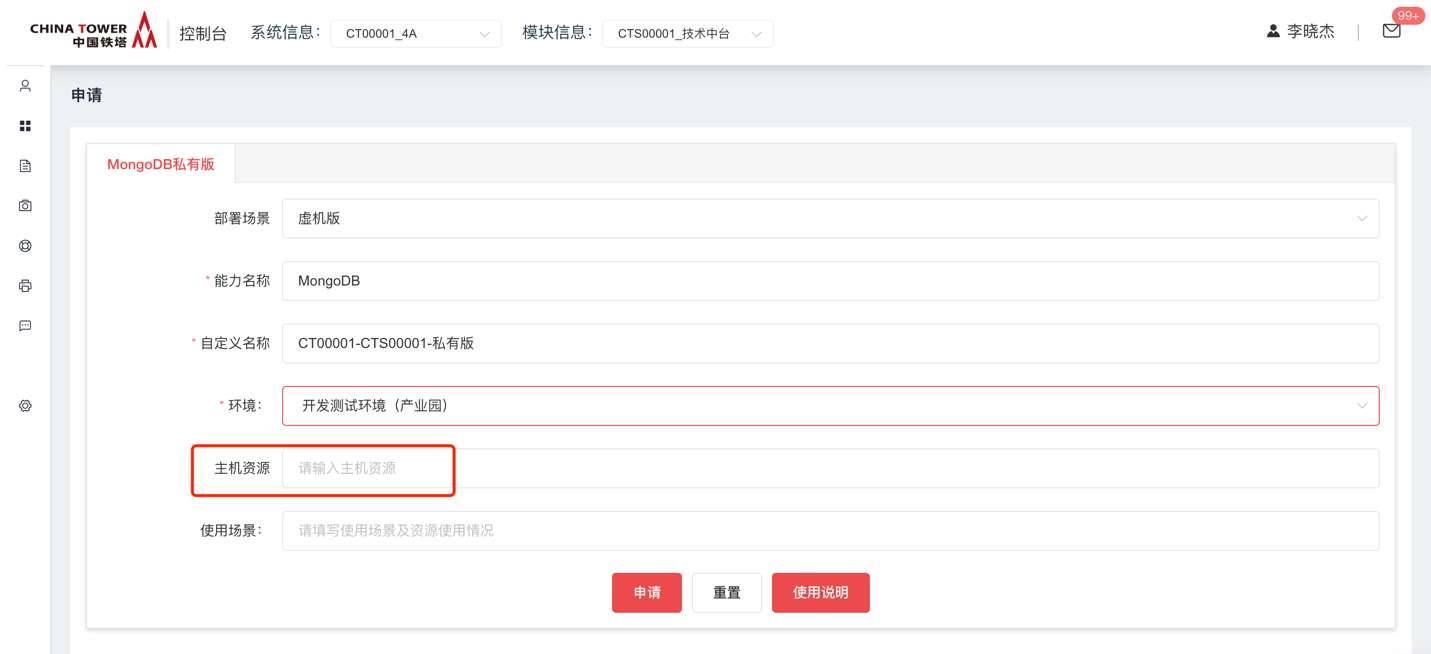 CHINA TOWER
中国铁塔
控制台
系统信息：
CT00001_4A
模块信息：
CTS00001_技术中台
李晓杰
99+
申请
MongoDB私有版
部署场景
虚机版
* 能力名称
MongoDB
* 自定义名称
CT00001-CTS00001-私有版
* 环境：
开发测试环境（产业园）
主机资源
请输入主机资源
使用场景：
请填写使用场景及资源使用情况
申请
重置
使用说明